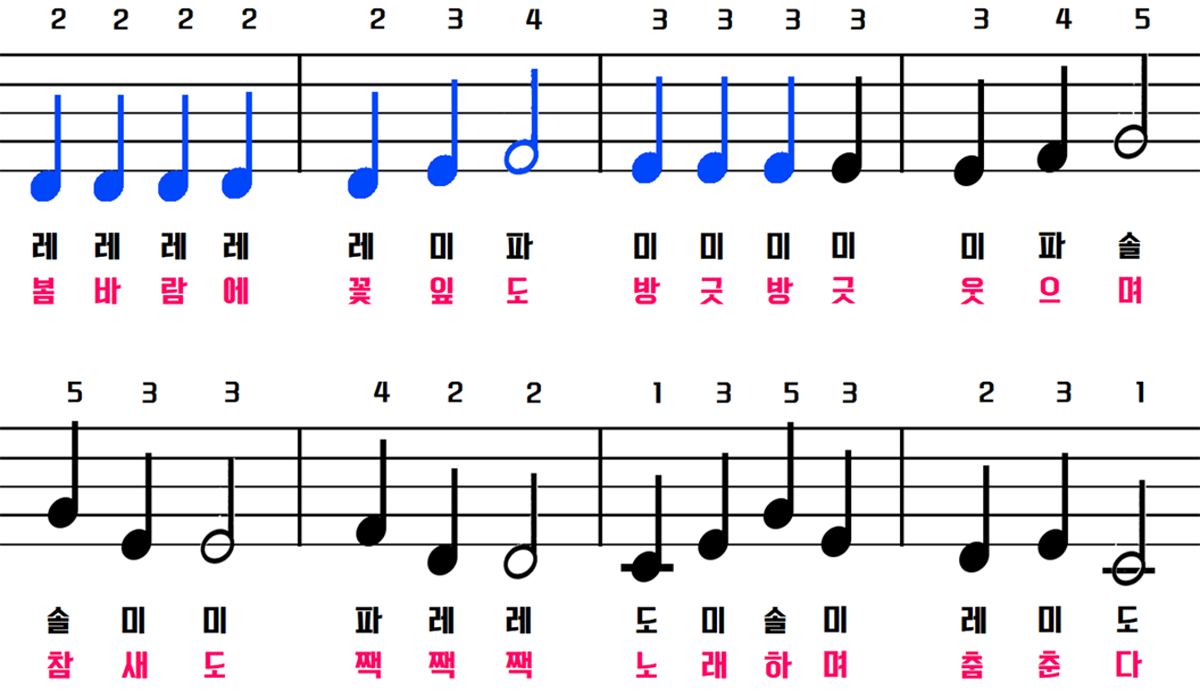 2 2 2 2 2 3 4 3 3 3 3 3 4 5
레 레 레 레 레 미 파 미 미 미 미 미 파 솔
봄 바 람 에 꽃 잎 도 방 긋 방 긋 웃 으 며
5 3 3 4 2 2 1 3 5 3 2 3 1
솔 미 미 파 레 레 도 미 솔 미 레 미 도
참 새 도 짹 짹 짹 노 래 하 며 춤 춘 다